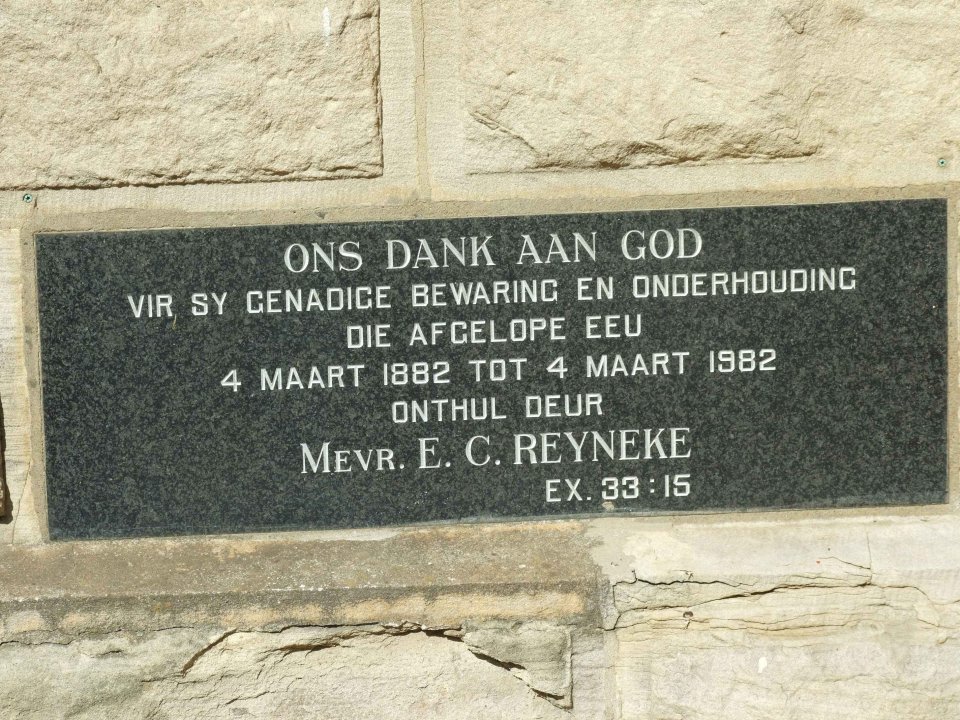 ONS DANK AAN GOD
VIR SY GENADIGE BEWARING EN ONDERHOUDING
DIE AFGELOPE EEU
4 MAART 1882 TOT 4 MAART 1982
ONTHUL DEUR
MEVR. E. C. REYNEKE
EX. 33:15